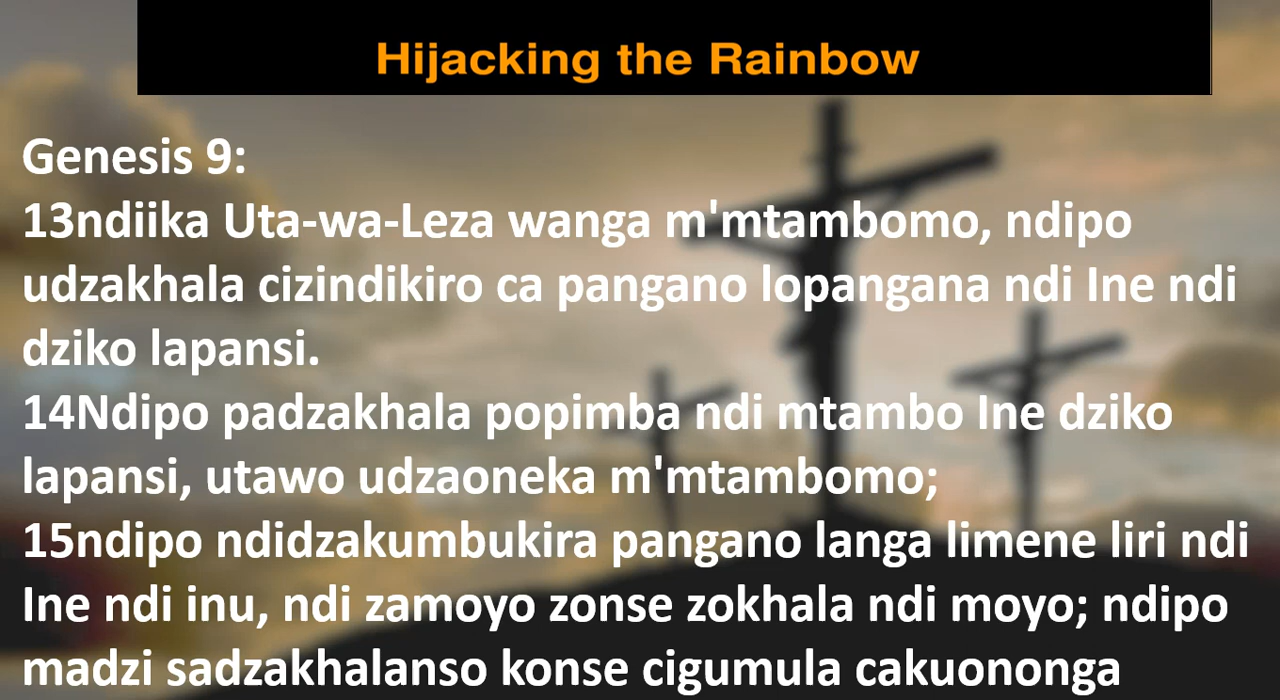 Hijacking the Rainbow
Genesis 9:
13ndiika Uta-wa-Leza wanga m'mtambomo, ndipo
udzakhala cizindikiro ca pangano lopangana ndi Ine ndi
dziko lapansi.
14Ndipo padzakhala popimba ndi mtambo Ine dziko
lapansi, utawo udzaoneka m'mtambomo;
15ndipo ndidzakumbukira pangano langa limene liri ndi
Ine ndi inu, ndi zamoyo zonse zokhala ndi moyo; ndipo
madzi sadzakhalanso konse cigumula cakuononga